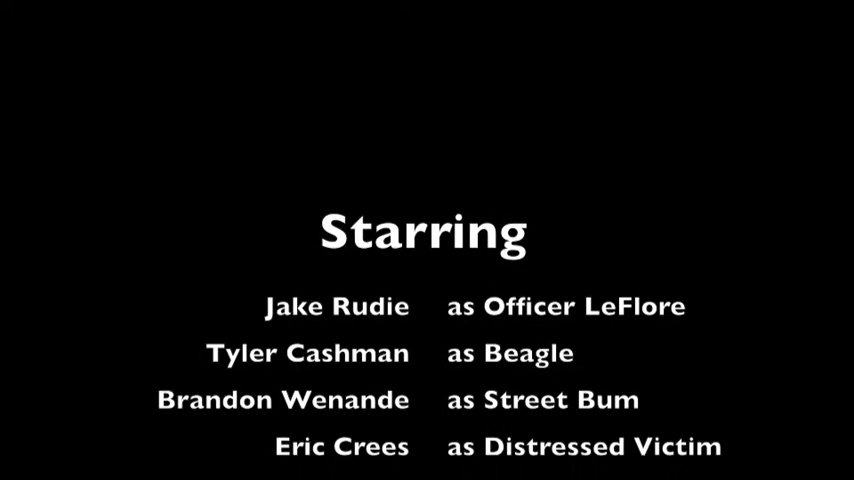 Starring
Jake Rudie as Officer LeFlore
Tyler Cashman as Beagle
Brandon Wenande as Street Bum
Eric Crees as Distressed Victim